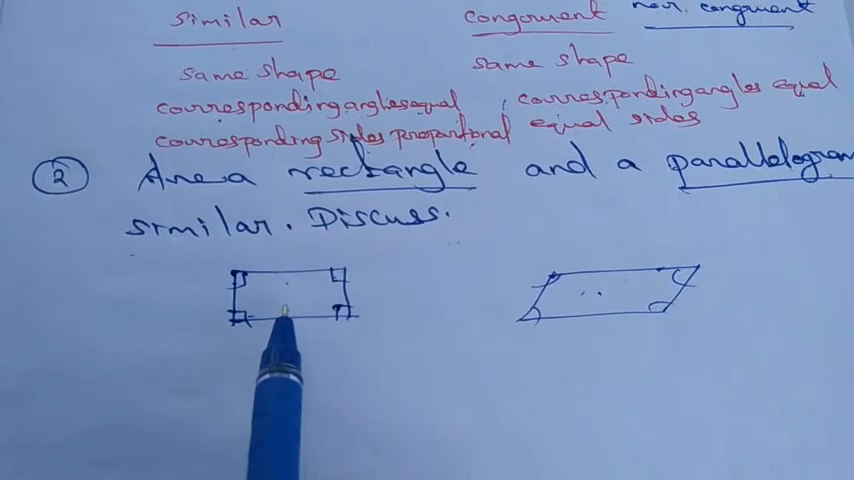 similar congruent non. congruent
same shape same shape
corresponding angles equal , corresponding angles equal
corresponding sides proportional equal sides
2 Are a rectangle and a parallelogram
similar. Discuss.